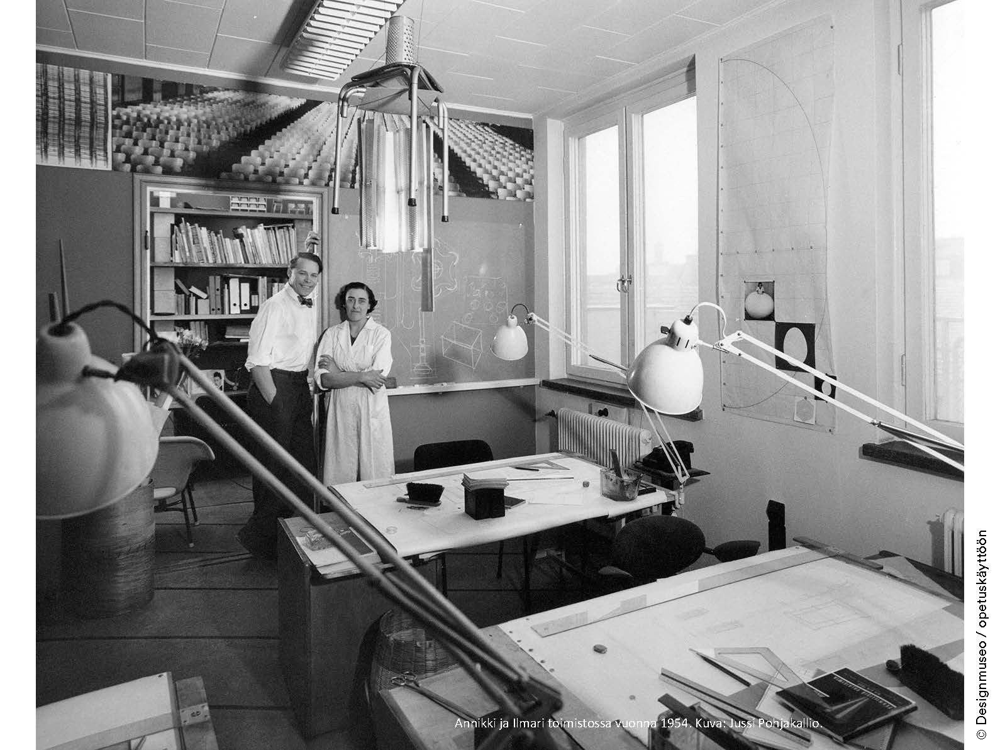 Annikki ja Ilmari toimistossa vuonna 1954. Kuva: Jussi Pohjakallio.
© Designmuseo / opetuskäyttöön